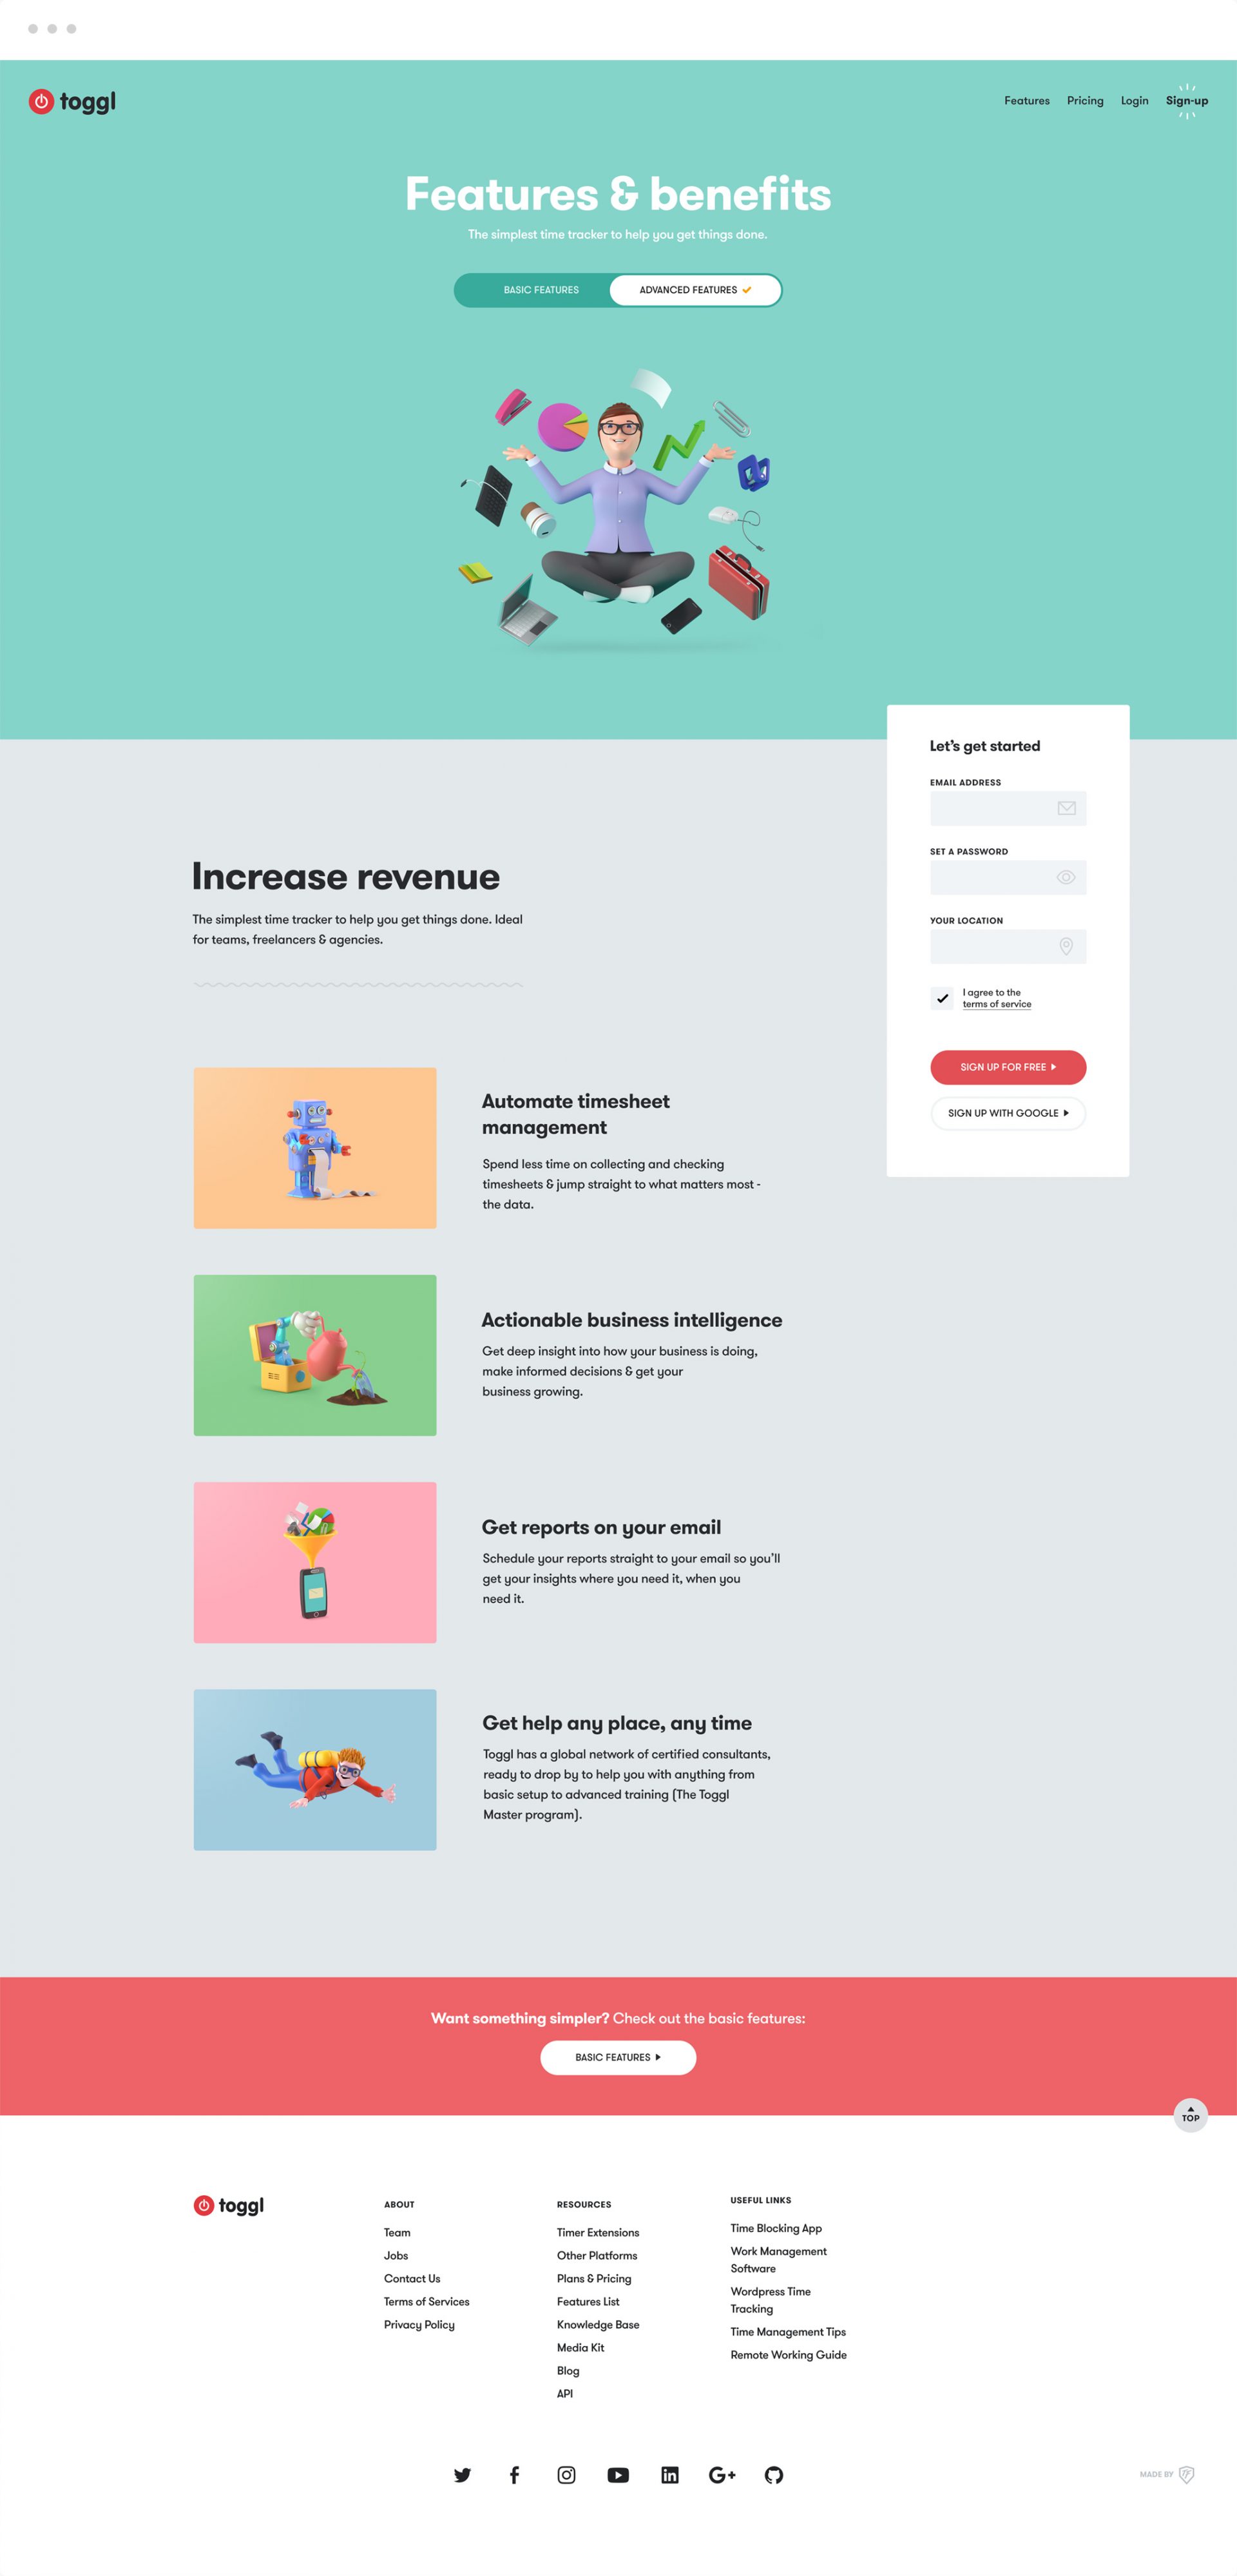 toggl
Features Pricing Login Sign-up
Features & benefits
The simplest time tracker to help you get things done.
BASIC FEATURES ADVANCED FEATURES
Let's get started
EMAIL ADDRESS
SET A PASSWORD
YOUR LOCATION
I agree to the
terms of service
SIGN UP FOR FREE
SIGN UP WITH GOOGLE
Increase revenue
The simplest time tracker to help you get things done. Ideal
for teams, freelancers & agencies.
Automate timesheet
management
Spend less time on collecting and checking
timesheets & jump straight to what matters most -
the data.
Actionable business intelligence
Get deep insight into how your business is doing,
make informed decisions & get your
business growing.
Get reports on your email
Schedule your reports straight to your email so you'll
get your insights where you need it, when you
need it.
Get help any place, any time
Toggl has a global network of certified consultants,
ready to drop by to help you with anything from
basic setup to advanced training (The Toggl
Master program).
Want something simpler? Check out the basic features:
BASIC FEATURES
TOP
toggl
ABOUT
Team
Jobs
Contact Us
Terms of Services
Privacy Policy
RESOURCES
Timer Extensions
Other Platforms
Plans & Pricing
Features List
Knowledge Base
Media Kit
Blog
API
USEFUL LINKS
Time Blocking App
Work Management
Software
Wordpress Time
Tracking
Time Management Tips
Remote Working Guide
MADE BY